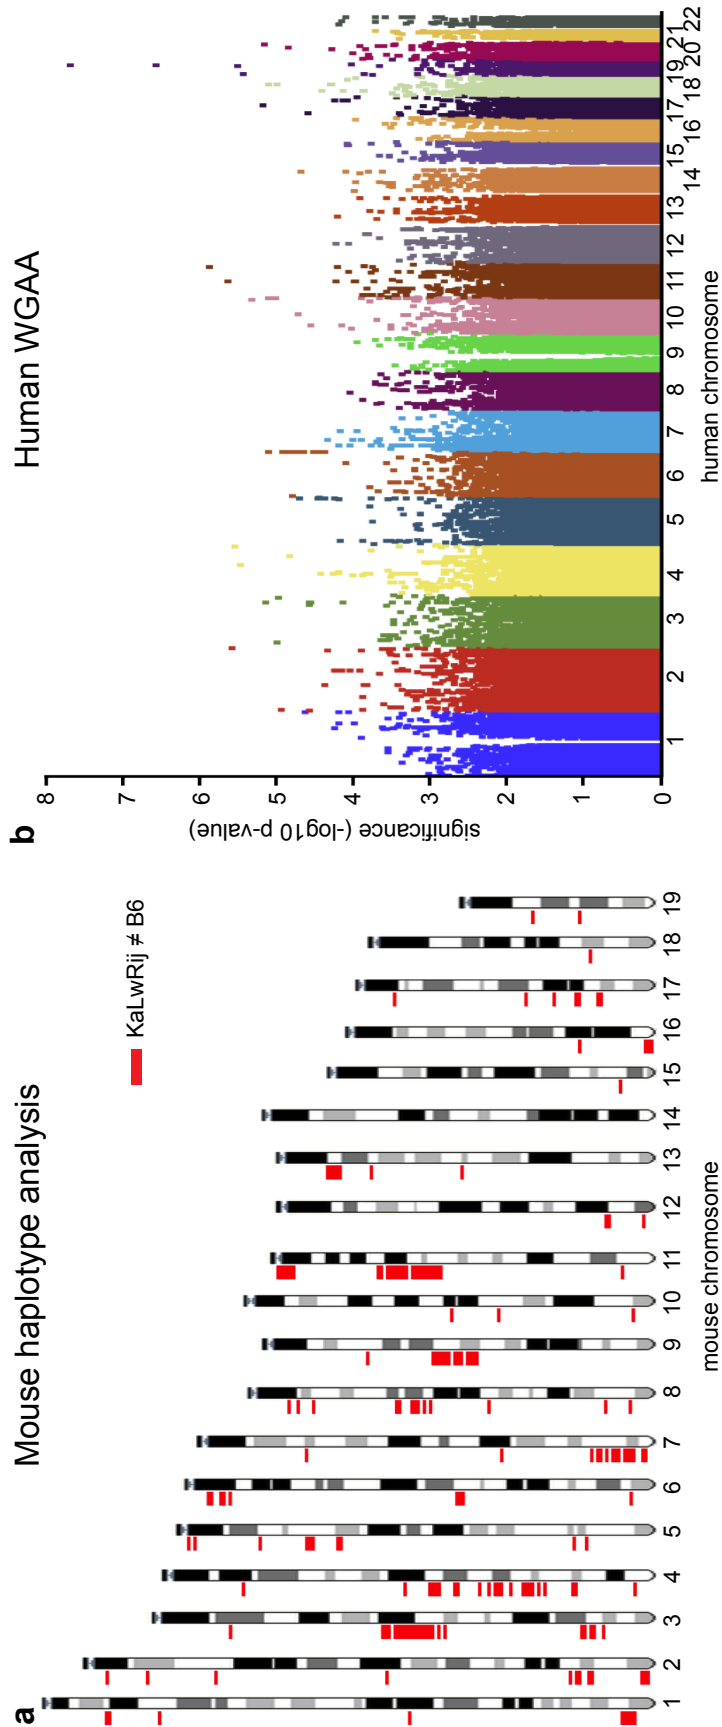 a
Mouse haplotype analysis
KaLwRij ≠ B6
1 2 3 4 5 6 7 8 9 10 11 12 13 14 15 16 17 18 19
mouse chromosome
b
Human WGAA
significance (-log10 p-value)
8
7
6
5
4
3
2
1
0
1 2 3 4 5 6 7 8 9 10 11 12 13 14 15 16 17 18 19 20 21 22
human chromosome